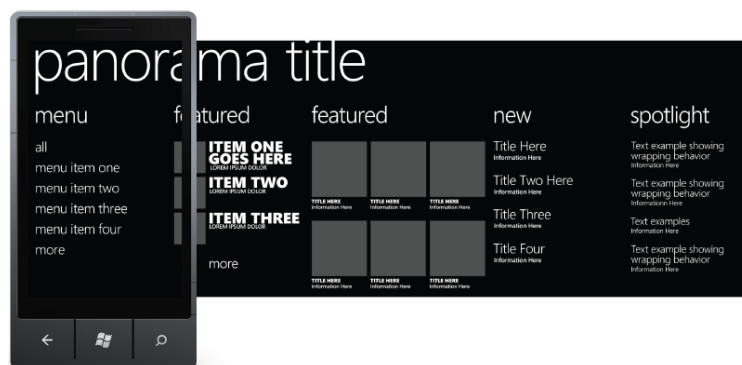 panorama title
menu
all
menu item one
menu item two
menu item three
menu item four
more
featured
ITEM ONE
GOES HERE
LOREM IPSUM DOLOR
ITEM TWO
LOREM IPSUM DOLOR
ITEM THREE
LOREM IPSUM DOLOR
more
featured
TITLE HERE
Information Here
TITLE HERE
Information Here
TITLE HERE
Information Here
TITLE HERE
Information Here
TITLE HERE
Information Here
TITLE HERE
Information Here
new
Title Here
Information Here
Title Two Here
Information Here
Title Three
Information Here
Title Four
Information Here
spotlight
Text example showing
wrapping behavior
Information Here
Text example showing
wrapping behavior
Informationn Here
Text examples
Information Here
Text example showing
wrapping behavior
Information Here